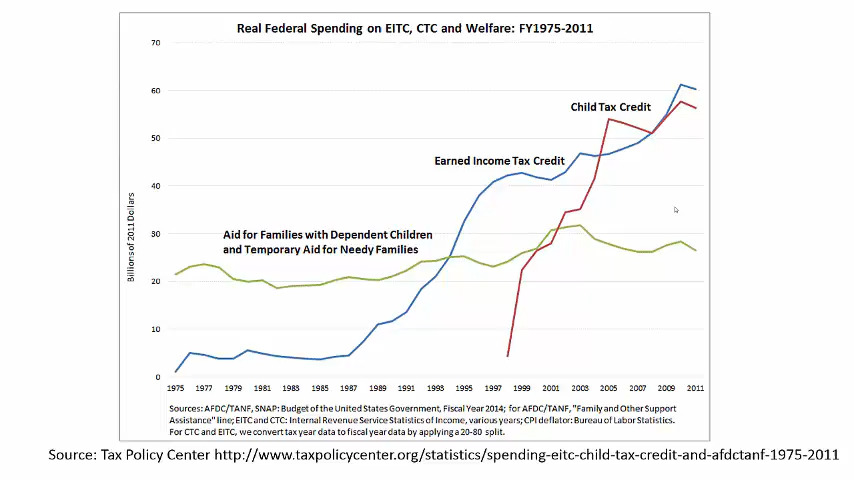 Real Federal Spending on EITC, CTC and Welfare: FY1975-2011
70
60
50
40
30
20
10
0
Billions of 2011 Dollars
Child Tax Credit
Earned Income Tax Credit
Aid for Families with Dependent Children
and Temporary Aid for Needy Families
1975 1977 1979 1981 1983 1985 1987 1989 1991 1993 1995 1997 1999 2001 2003 2005 2007 2009 2011
Sources: AFDC/TANF, SNAP: Budget of the United States Government, Fiscal Year 2014; for AFDC/TANF, "Family and Other Support
Assistance" line; EITC and CTC: Internal Revenue Service Statistics of Income, various years; CPI deflator: Bureau of Labor Statistics.
For CTC and EITC, we convert tax year data to fiscal year data by applying a 20-80 split.
Source: Tax Policy Center http://www.taxpolicycenter.org/statistics/spending-eitc-child-tax-credit-and-afdctanf-1975-2011